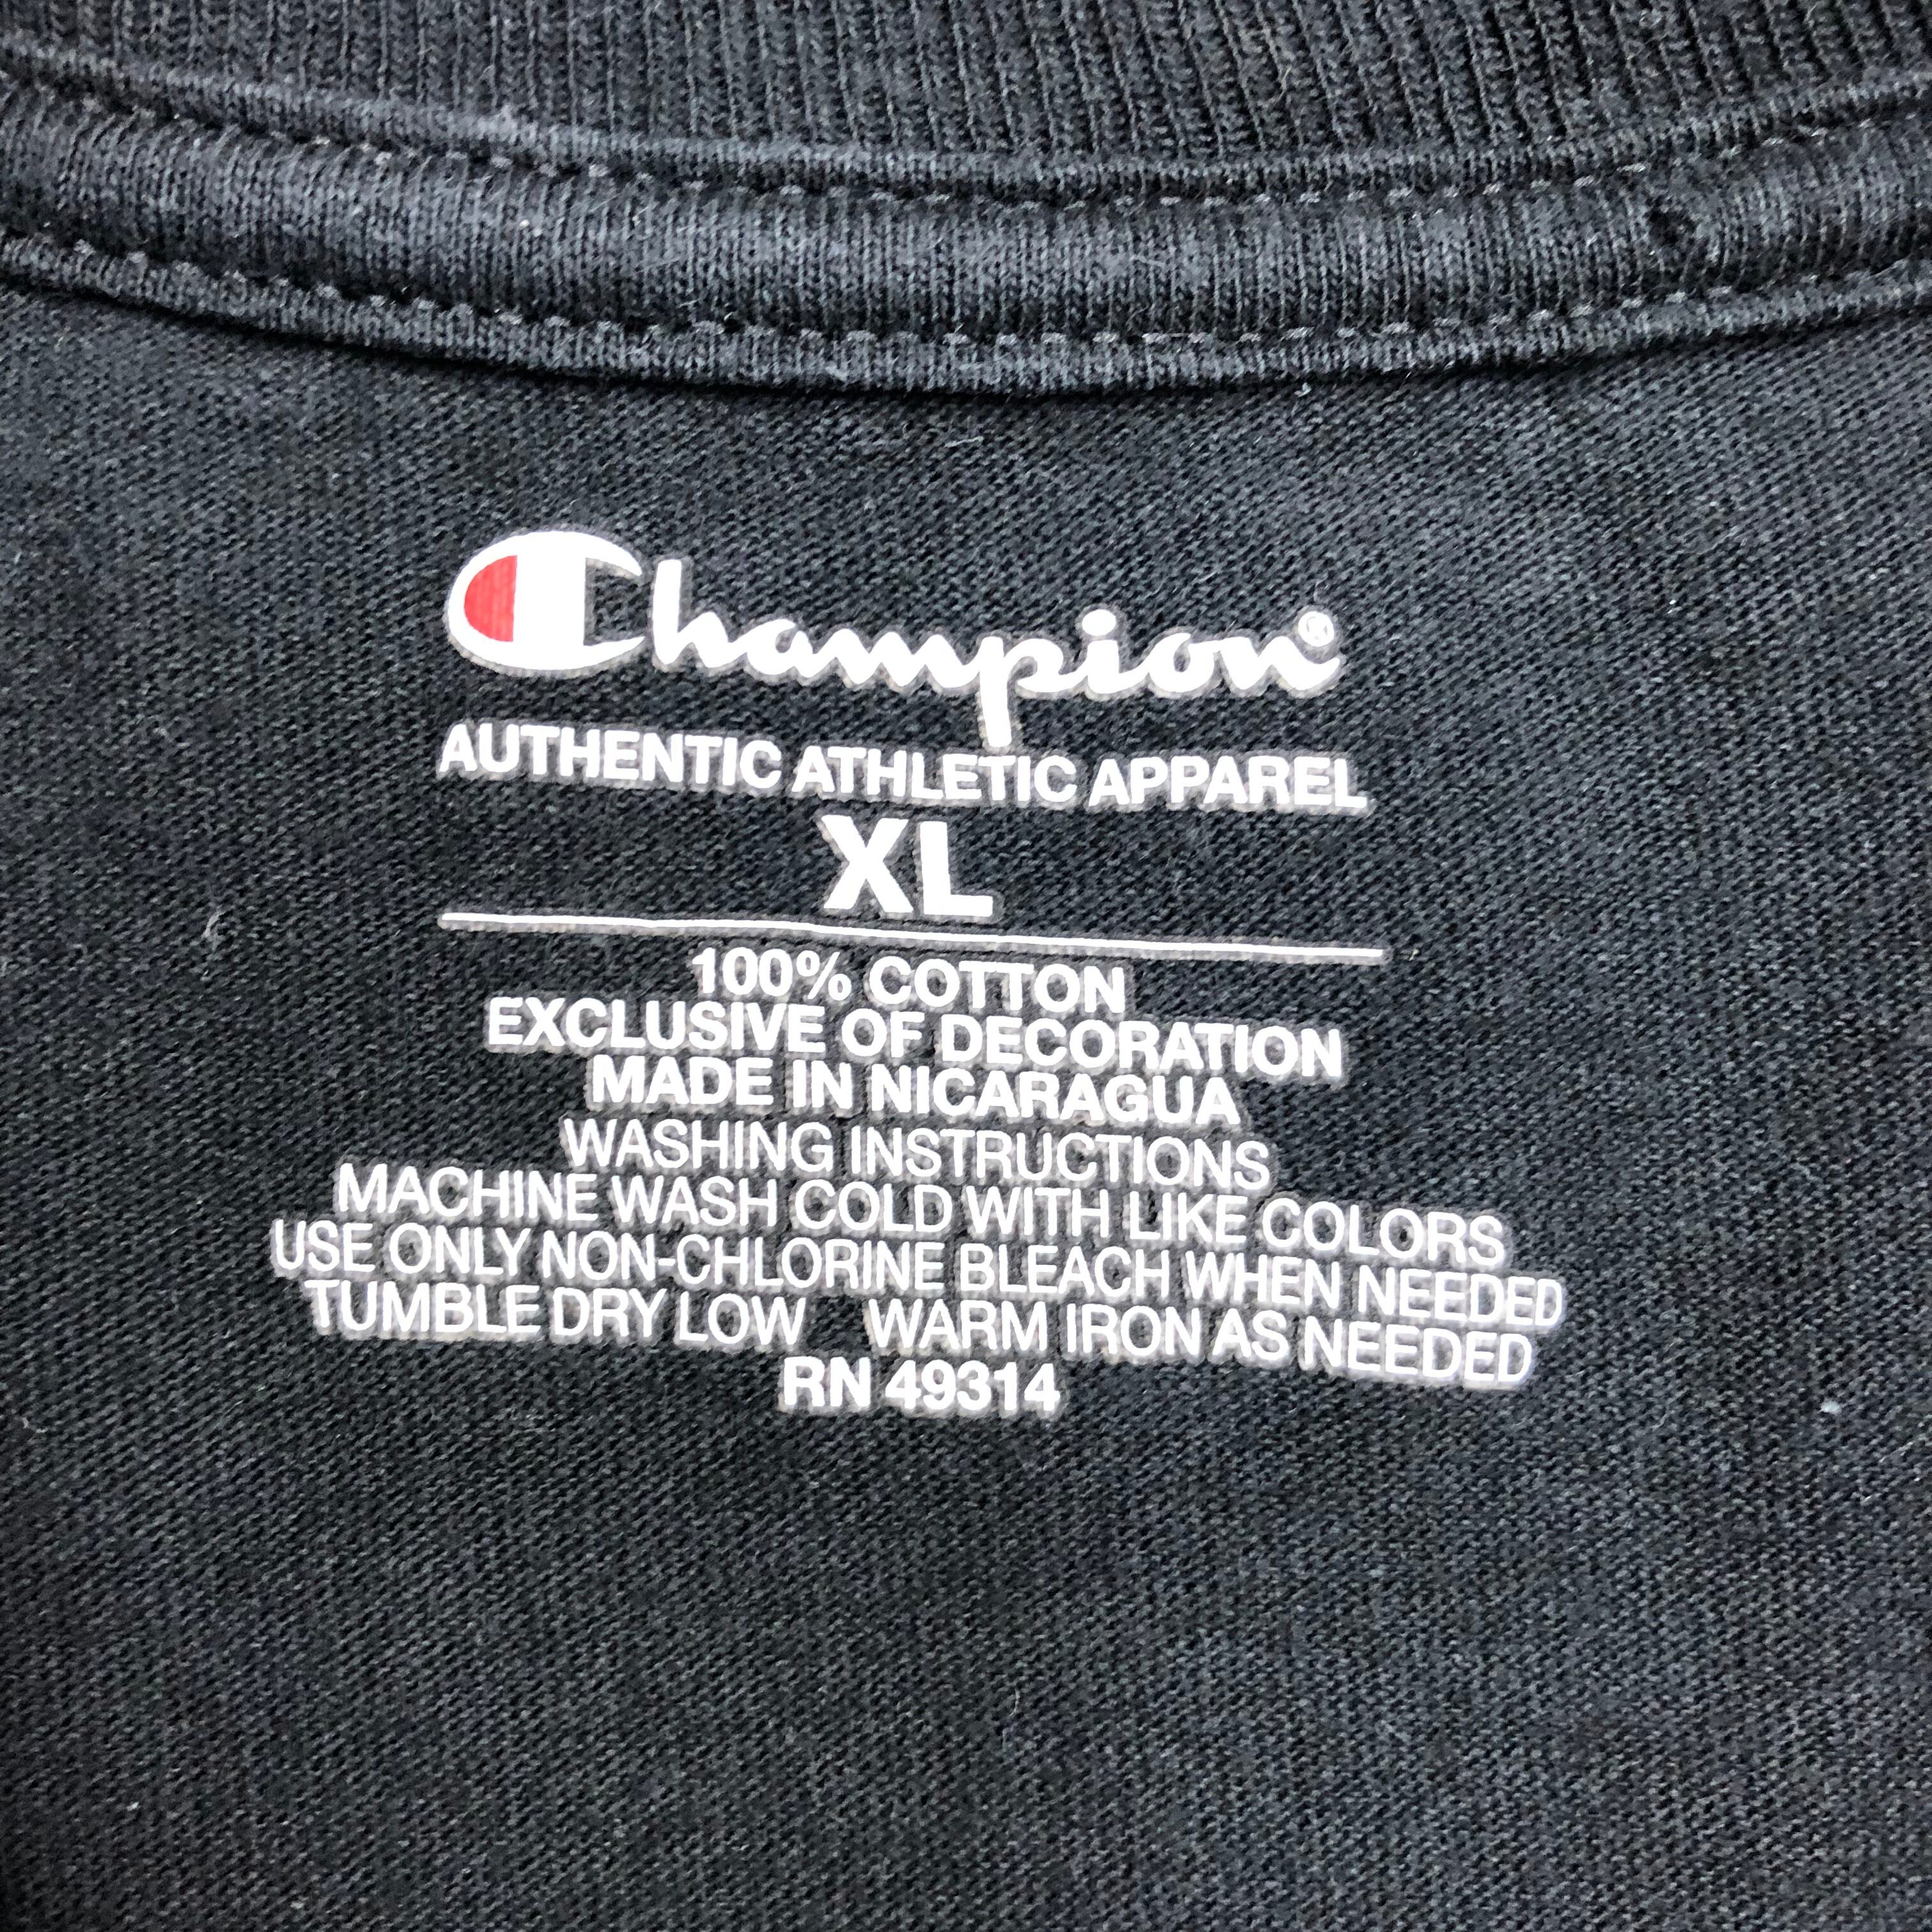 Champion®
AUTHENTIC ATHLETIC APPAREL
XL
100% COTTON
EXCLUSIVE OF DECORATION
MADE IN NICARAGUA
WASHING INSTRUCTIONS
MACHINE WASH COLD WITH LIKE COLORS
USE ONLY NON-CHLORINE BLEACH WHEN NEEDED
TUMBLE DRY LOW WARM IRON AS NEEDED
RN 49314